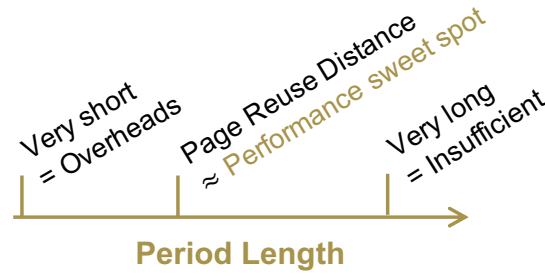 Very short
= Overheads
Page Reuse Distance
≈ Performance sweet spot
Very long
= Insufficient
Period Length